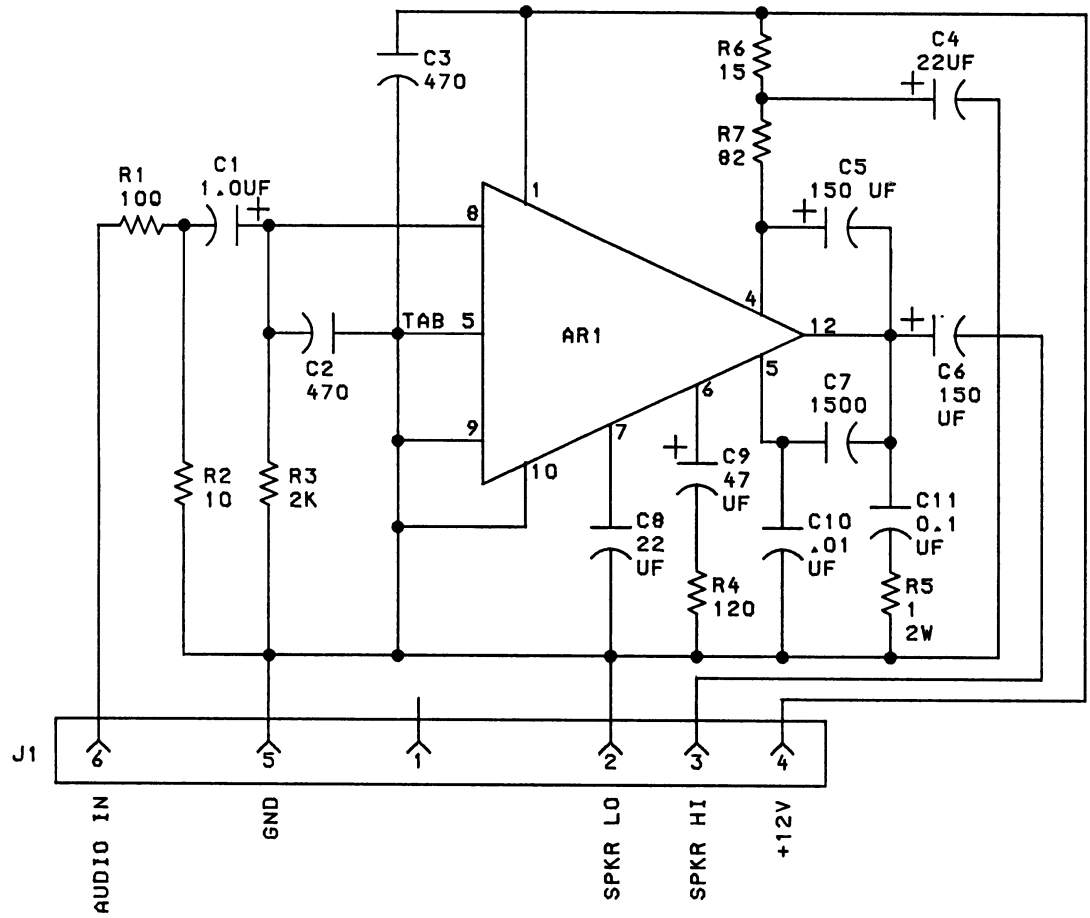 C3
470
R6
15
C4
22UF
R7
82
C5
150 UF
R1
100
C1
1.0UF
+
+
+
8
1
4
TAB 5
AR1
12
+
C2
470
5
C6
150
UF
C7
1500
6
9
7
10
+
C9
47
UF
R2
10
R3
2K
C8
22
UF
C10
.01
UF
C11
0.1
UF
R4
120
R5
1
2W
J1
6
5
1
2
3
4
AUDIO IN
GND
SPKR LO
SPKR HI
+12V